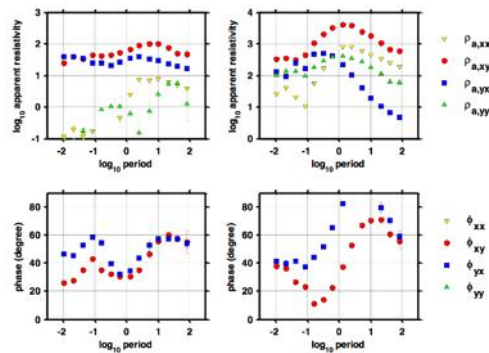 log10 apparent resistivity
3
2
1
0
-1
-2 -1 0 1 2
log10 period
log10 apparent resistivity
4
3
2
1
0
-2 -1 0 1 2
log10 period
ρa,xx
ρa,xy
ρa,yx
ρa,yy
phase (degree)
80
60
40
20
0
-2 -1 0 1 2
log10 period
phase (degree)
80
60
40
20
0
-2 -1 0 1 2
log10 period
ϕxx
ϕxy
ϕyx
ϕyy